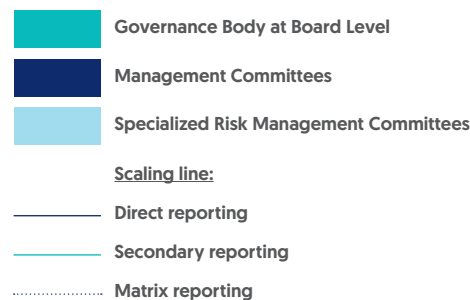 Governance Body at Board Level
Management Committees
Specialized Risk Management Committees
Scaling line:
Direct reporting
Secondary reporting
Matrix reporting